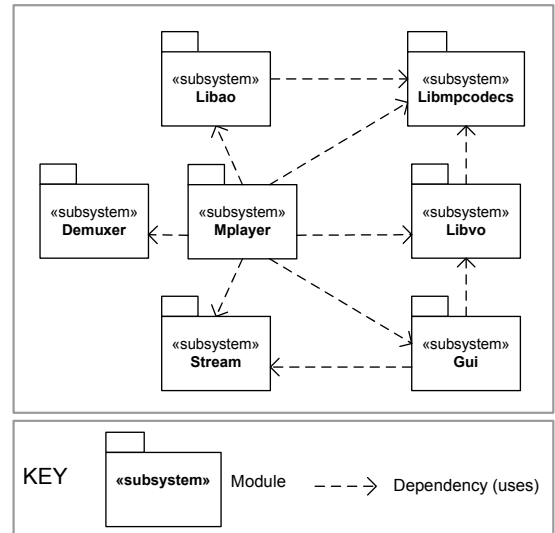 «subsystem»
Libao
«subsystem»
Libmpcodecs
«subsystem»
Demuxer
«subsystem»
Mplayer
«subsystem»
Libvo
«subsystem»
Stream
«subsystem»
Gui
KEY
«subsystem»
Module
Dependency (uses)